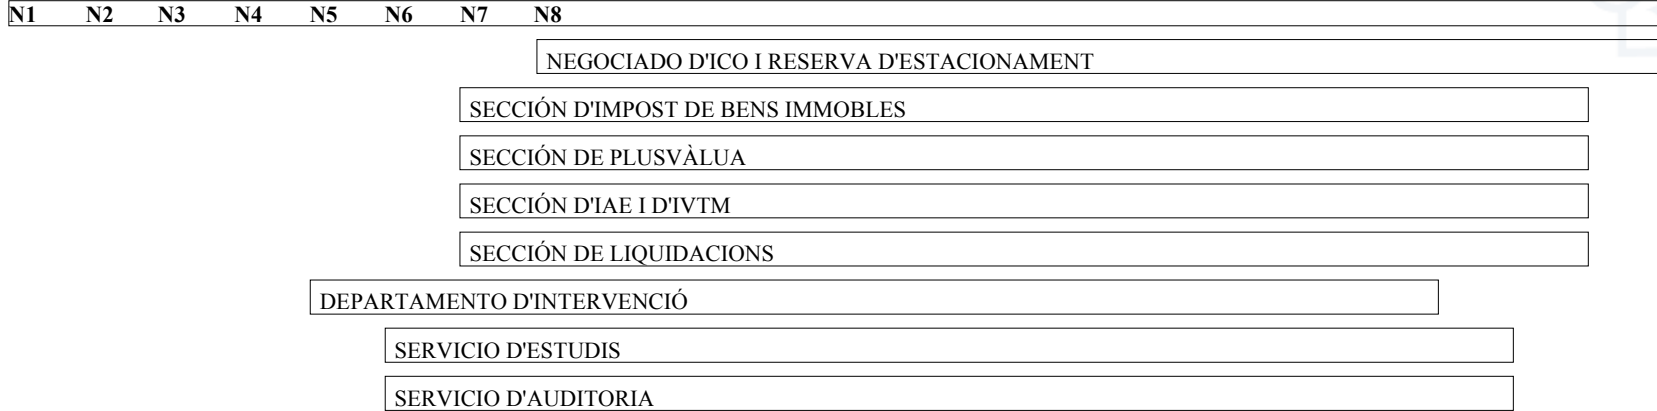 N1 N2 N3 N4 N5 N6 N7 N8
NEGOCIADO D'ICO I RESERVA D'ESTACIONAMENT
SECCIÓN D'IMPOST DE BENS IMMOBLES
SECCIÓN DE PLUSVÀLUA
SECCIÓN D'IAE I D'IVTM
SECCIÓN DE LIQUIDACIONS
DEPARTAMENTO D'INTERVENCIÓ
SERVICIO D'ESTUDIS
SERVICIO D'AUDITORIA